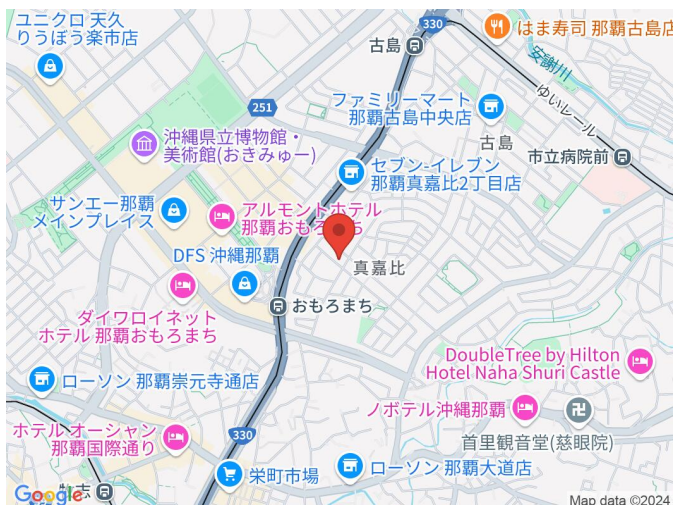 ユニクロ 天久
りうぼう楽市店
330
古島
はま寿司 那覇古島店
安謝川
ゆいレール
251
ファミリーマート
那覇古島中央店
古島
市立病院前
沖縄県立博物館・
美術館(おきみゅー)
セブン-イレブン
那覇真嘉比2丁目店
サンエー那覇
メインプレイス
アルモントホテル
那覇おもろまち
真嘉比
DFS 沖縄那覇
おもろまち
ダイワロイネット
ホテル 那覇おもろまち
DoubleTree by Hilton
Hotel Naha Shuri Castle
ローソン 那覇崇元寺通店
ノボテル沖縄那覇
首里観音堂(慈眼院)
ホテル オーシャン
那覇国際通り
330
栄町市場
ローソン 那覇大道店
牧志
Google
Map data ©2024